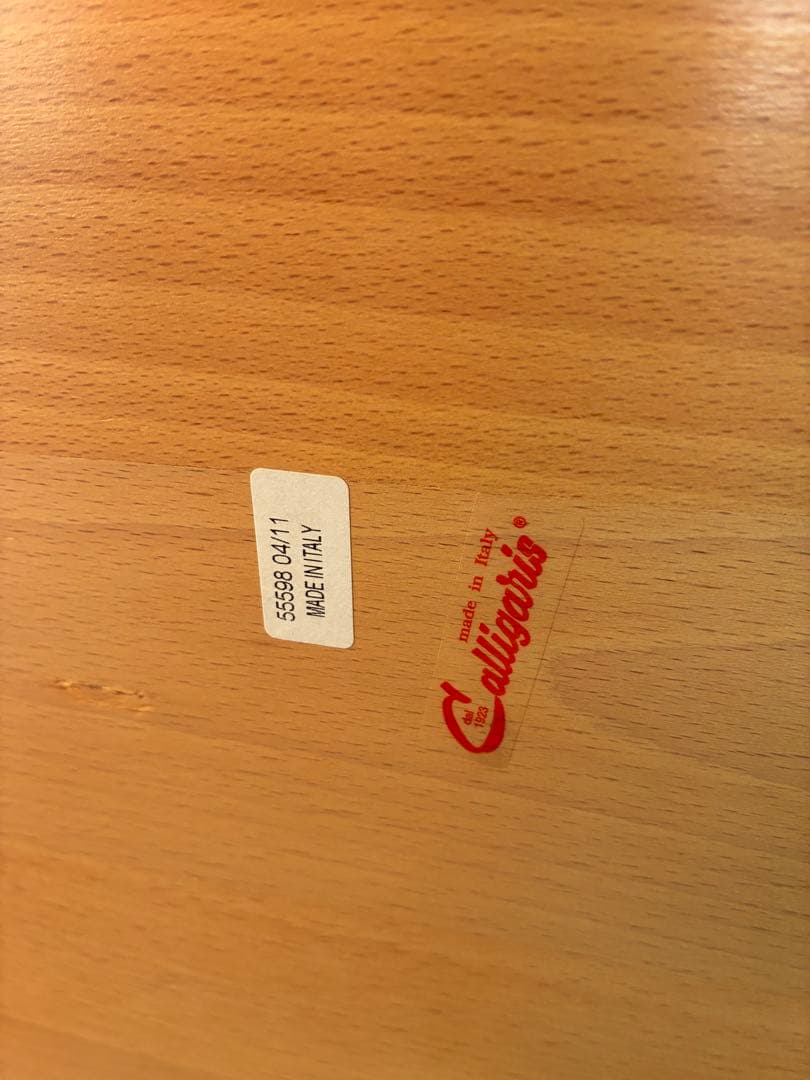 55598 04/11
MADE IN ITALY
made in Italy
Calligaris ®
dal
1923